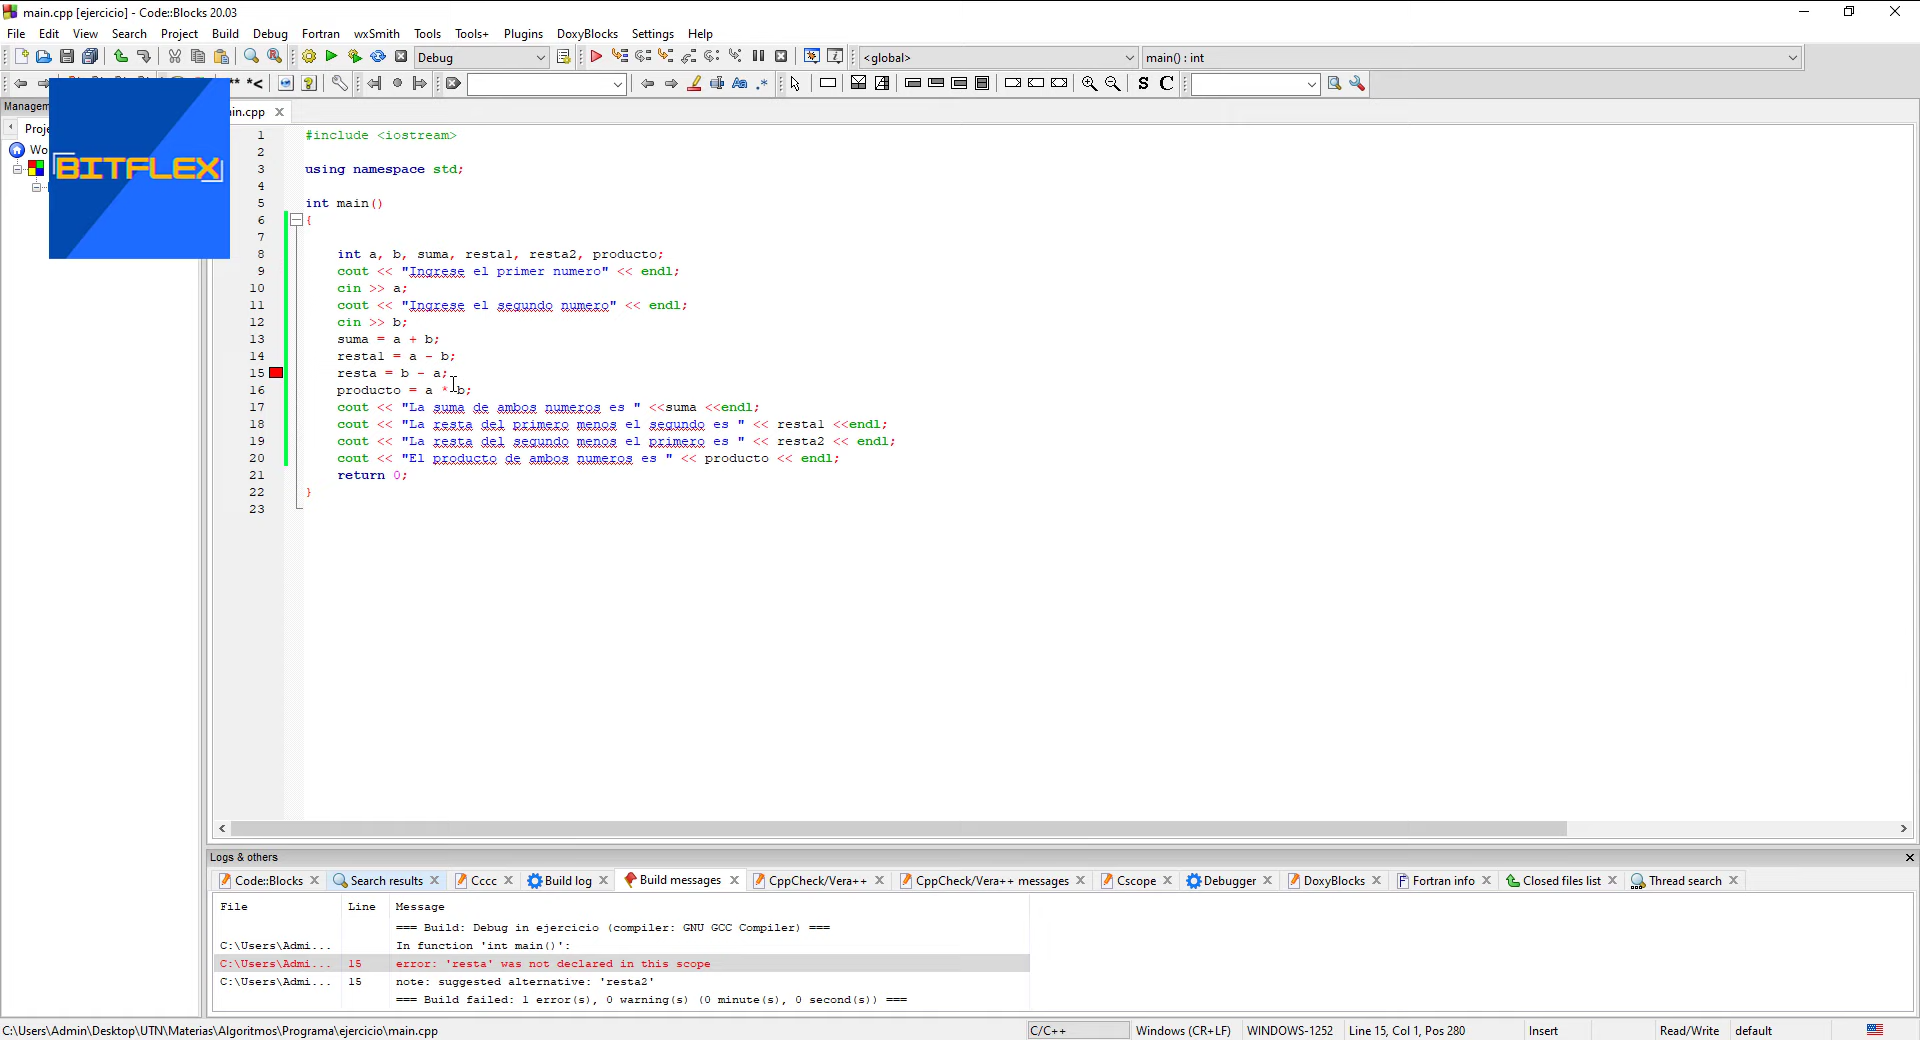 main.cpp [ejercicio] - Code::Blocks 20.03
File Edit View Search Project Build Debug Fortran wxSmith Tools Tools+ Plugins DoxyBlocks Settings Help
Debug
<global>
main() : int
** *<
S C
Managem
Proje
Wo
BITFLEX
in.cpp
1 #include <iostream>
2
3 using namespace std;
4
5 int main()
6 {
7
8 int a, b, suma, resta1, resta2, producto;
9 cout << "Ingrese el primer numero" << endl;
10 cin >> a;
11 cout << "Ingrese el segundo numero" << endl;
12 cin >> b;
13 suma = a + b;
14 resta1 = a - b;
15 resta = b - a;
16 producto = a * b;
17 cout << "La suma de ambos numeros es " <<suma <<endl;
18 cout << "La resta del primero menos el segundo es " << resta1 <<endl;
19 cout << "La resta del segundo menos el primero es " << resta2 << endl;
20 cout << "El producto de ambos numeros es " << producto << endl;
21 return 0;
22 }
23
Logs & others
Code::Blocks Search results Cccc Build log Build messages CppCheck/Vera++ CppCheck/Vera++ messages Cscope Debugger DoxyBlocks Fortran info Closed files list Thread search
File Line Message
=== Build: Debug in ejercicio (compiler: GNU GCC Compiler) ===
C:\Users\Admi... In function 'int main()':
C:\Users\Admi... 15 error: 'resta' was not declared in this scope
C:\Users\Admi... 15 note: suggested alternative: 'resta2'
=== Build failed: 1 error(s), 0 warning(s) (0 minute(s), 0 second(s)) ===
C:\Users\Admin\Desktop\UTN\Materias\Algoritmos\Programa\ejercicio\main.cpp C/C++ Windows (CR+LF) WINDOWS-1252 Line 15, Col 1, Pos 280 Insert Read/Write default